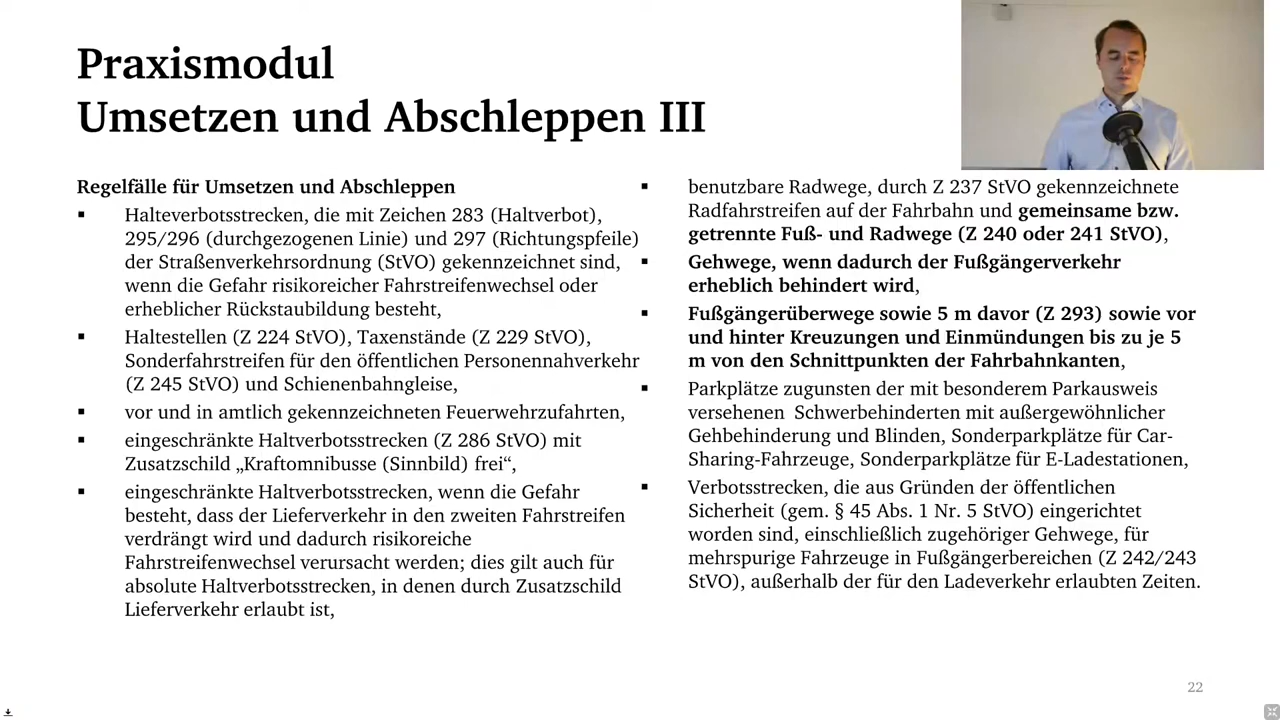 Praxismodul
Umsetzen und Abschleppen III
Regelfälle für Umsetzen und Abschleppen
▪ Halteverbotsstrecken, die mit Zeichen 283 (Haltverbot),
295/296 (durchgezogenen Linie) und 297 (Richtungspfeile)
der Straßenverkehrsordnung (StVO) gekennzeichnet sind,
wenn die Gefahr risikoreicher Fahrstreifenwechsel oder
erheblicher Rückstaubildung besteht,
▪ Haltestellen (Z 224 StVO), Taxenstände (Z 229 StVO),
Sonderfahrstreifen für den öffentlichen Personennahverkehr
(Z 245 StVO) und Schienenbahngleise,
▪ vor und in amtlich gekennzeichneten Feuerwehrzufahrten,
▪ eingeschränkte Haltverbotsstrecken (Z 286 StVO) mit
Zusatzschild „Kraftomnibusse (Sinnbild) frei“,
▪ eingeschränkte Haltverbotsstrecken, wenn die Gefahr
besteht, dass der Lieferverkehr in den zweiten Fahrstreifen
verdrängt wird und dadurch risikoreiche
Fahrstreifenwechsel verursacht werden; dies gilt auch für
absolute Haltverbotsstrecken, in denen durch Zusatzschild
Lieferverkehr erlaubt ist,
▪ benutzbare Radwege, durch Z 237 StVO gekennzeichnete
Radfahrstreifen auf der Fahrbahn und gemeinsame bzw.
getrennte Fuß- und Radwege (Z 240 oder 241 StVO),
▪ Gehwege, wenn dadurch der Fußgängerverkehr
erheblich behindert wird,
▪ Fußgängerüberwege sowie 5 m davor (Z 293) sowie vor
und hinter Kreuzungen und Einmündungen bis zu je 5
m von den Schnittpunkten der Fahrbahnkanten,
▪ Parkplätze zugunsten der mit besonderem Parkausweis
versehenen Schwerbehinderten mit außergewöhnlicher
Gehbehinderung und Blinden, Sonderparkplätze für Car-
Sharing-Fahrzeuge, Sonderparkplätze für E-Ladestationen,
▪ Verbotsstrecken, die aus Gründen der öffentlichen
Sicherheit (gem. § 45 Abs. 1 Nr. 5 StVO) eingerichtet
worden sind, einschließlich zugehöriger Gehwege, für
mehrspurige Fahrzeuge in Fußgängerbereichen (Z 242/243
StVO), außerhalb der für den Ladeverkehr erlaubten Zeiten.
22